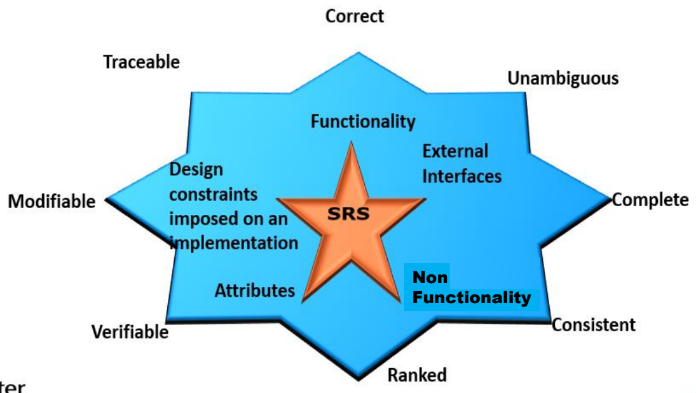 Correct
Traceable
Unambiguous
Functionality
External
Interfaces
Design
constraints
imposed on an
implementation
SRS
Modifiable
Complete
Non
Functionality
Attributes
Verifiable
Consistent
Ranked
ter